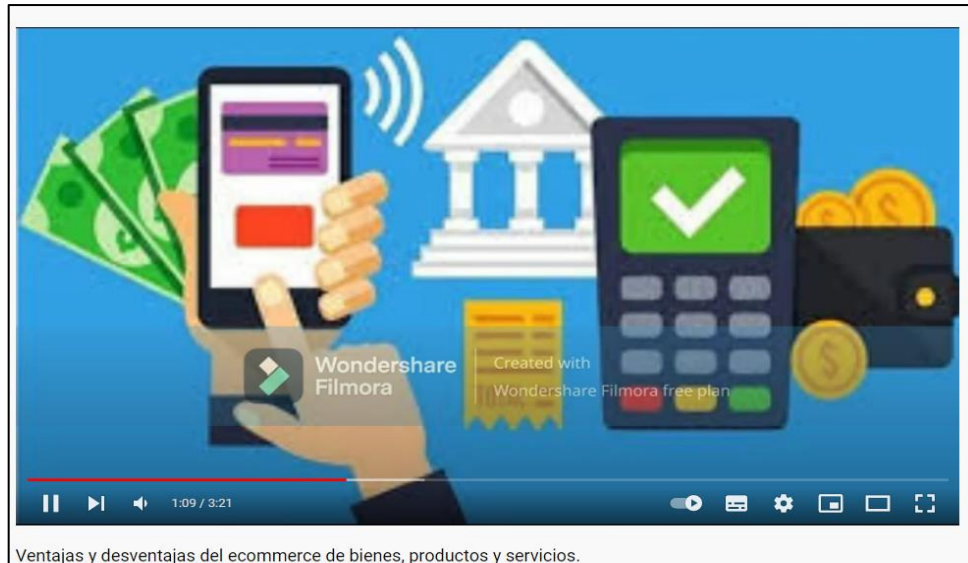 TOTAL
Wondershare
Filmora
Created with
Wondershare Filmora free plan
1:09 / 3:21
Ventajas y desventajas del ecommerce de bienes, productos y servicios.